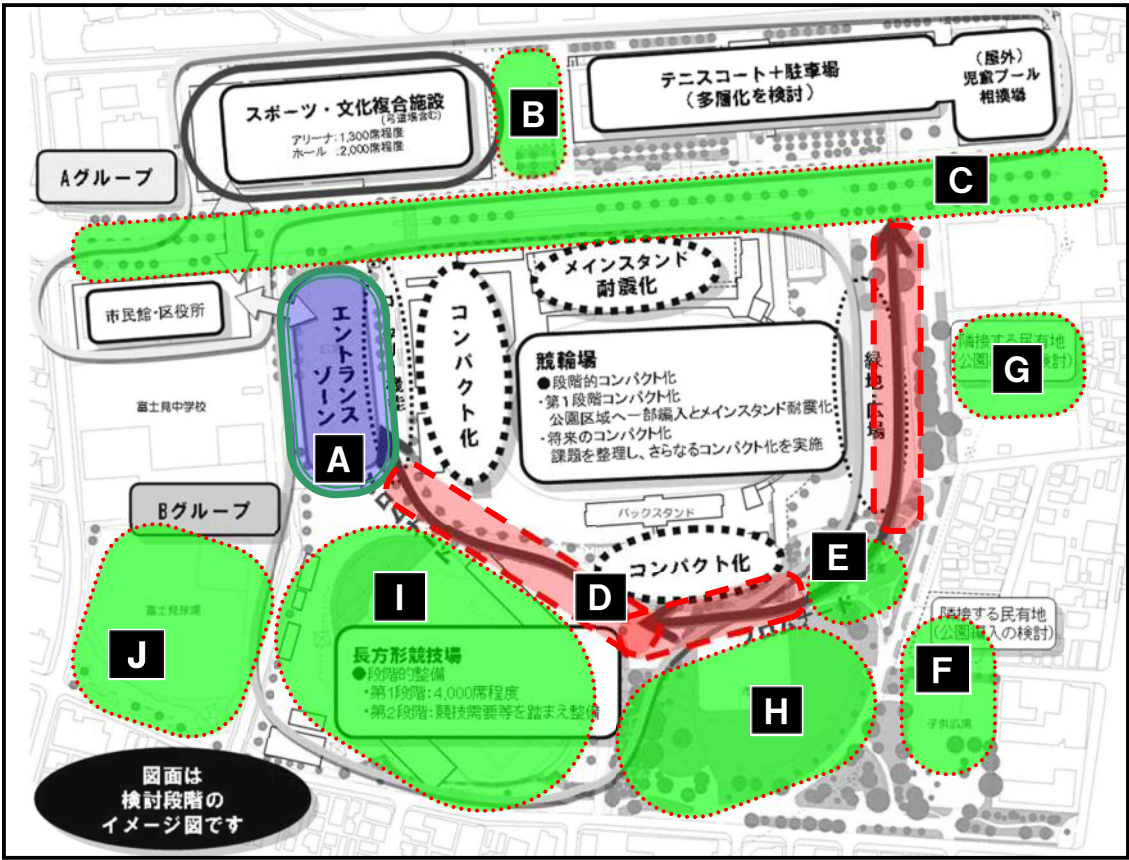 スポーツ・文化複合施設
(弓道場含む)
アリーナ:1,300席程度
ホール :2,000席程度
B
テニスコート+駐車場
(多層化を検討)
(屋外)
児童プール
相撲場
Aグループ
C
市民館・区役所
エントランス
ゾーン
A
コンパクト化
メインスタンド
耐震化
競輪場
●段階的コンパクト化
・第1段階コンパクト化
公園区域へ一部編入とメインスタンド耐震化
・将来のコンパクト化
課題を整理し、さらなるコンパクト化を実施
緑地・広場
隣接する民有地
G
富士見中学校
Bグループ
バックスタンド
コンパクト化
E
I
D
富士見球場
J
長方形競技場
●段階的整備
・第1段階:4,000席程度
・第2段階:競技需要等を踏まえ整備
隣接する民有地
(公園編入の検討)
F
H
子供広場
図面は
検討段階の
イメージ図です